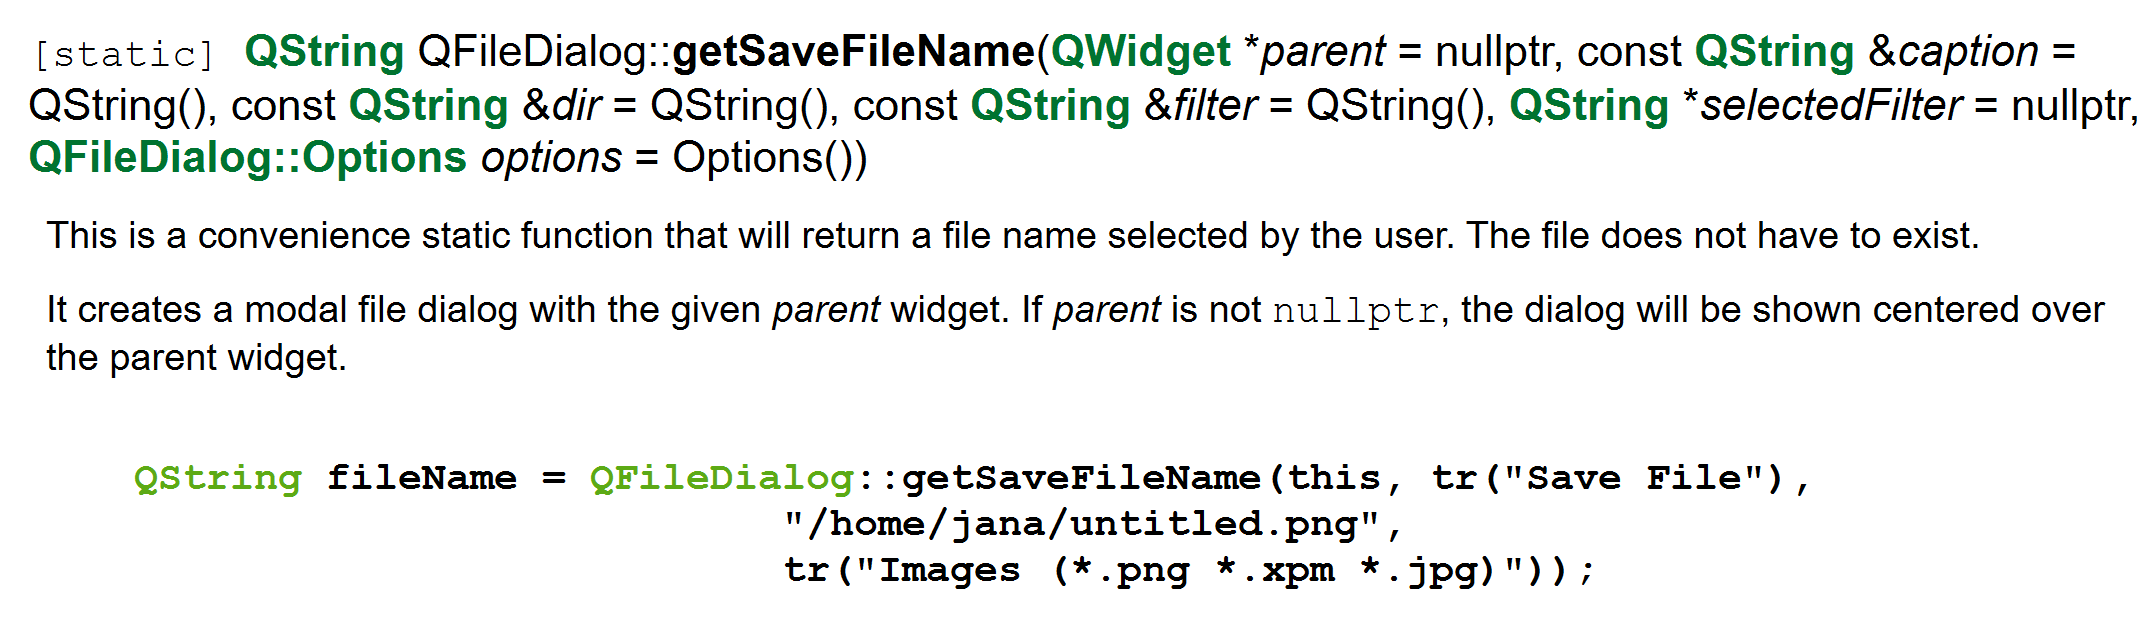 [static] QString QFileDialog::getSaveFileName(QWidget *parent = nullptr, const QString &caption =
QString(), const QString &dir = QString(), const QString &filter = QString(), QString *selectedFilter = nullptr,
QFileDialog::Options options = Options())
This is a convenience static function that will return a file name selected by the user. The file does not have to exist.
It creates a modal file dialog with the given parent widget. If parent is not nullptr, the dialog will be shown centered over
the parent widget.
QString fileName = QFileDialog::getSaveFileName(this, tr("Save File"),
"/home/jana/untitled.png",
tr("Images (*.png *.xpm *.jpg)"));